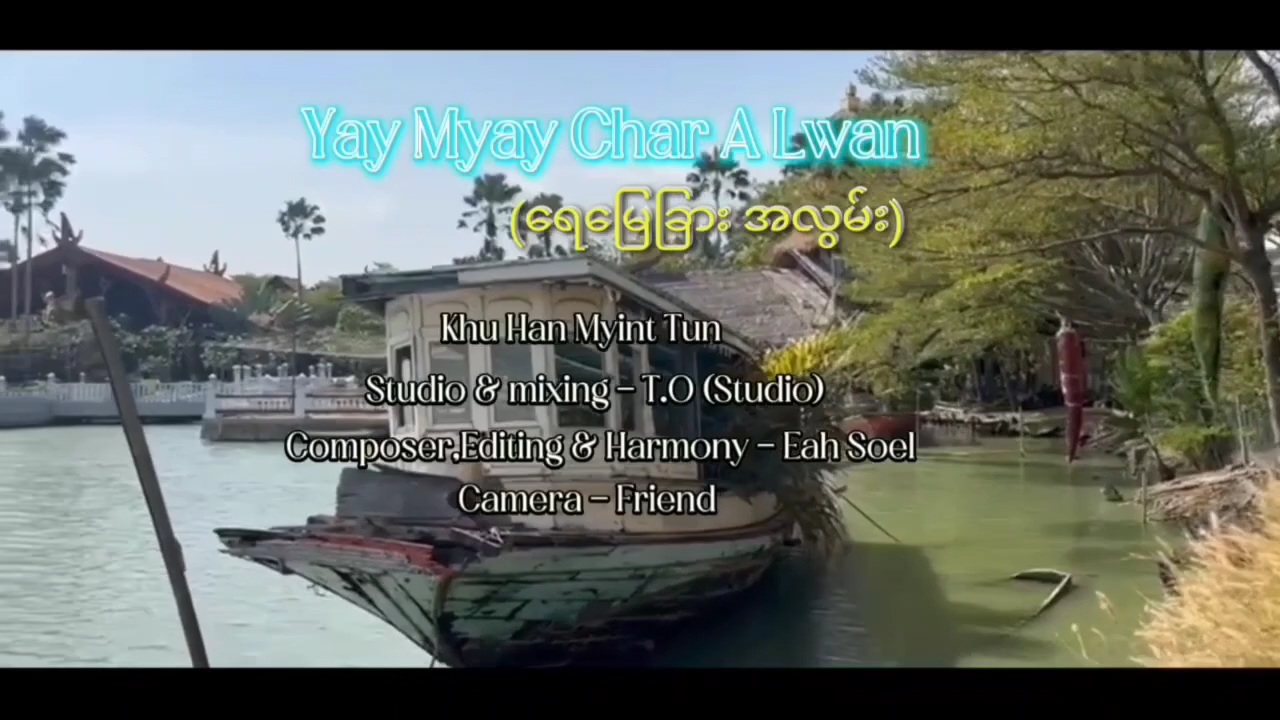 Yay Myay Char A Lwan
(ရေမြေခြား အလွမ်း)
Khu Han Myint Tun
Studio & mixing – T.O (Studio)
Composer,Editing & Harmony – Eah Soel
Camera – Friend